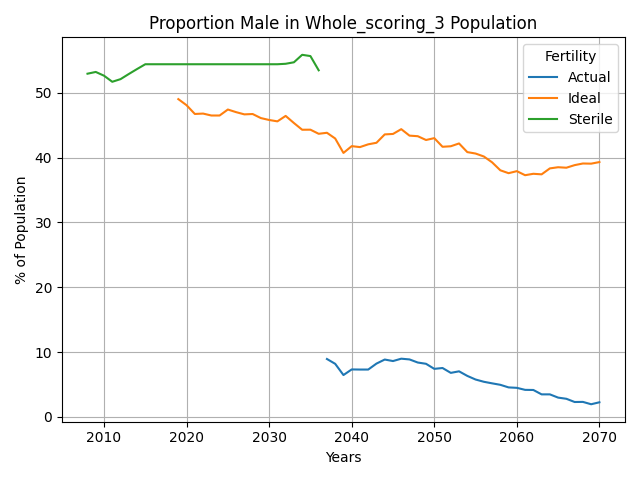 Proportion Male in Whole_scoring_3 Population
Fertility
Actual
Ideal
Sterile
% of Population
50
40
30
20
10
0
2010 2020 2030 2040 2050 2060 2070
Years